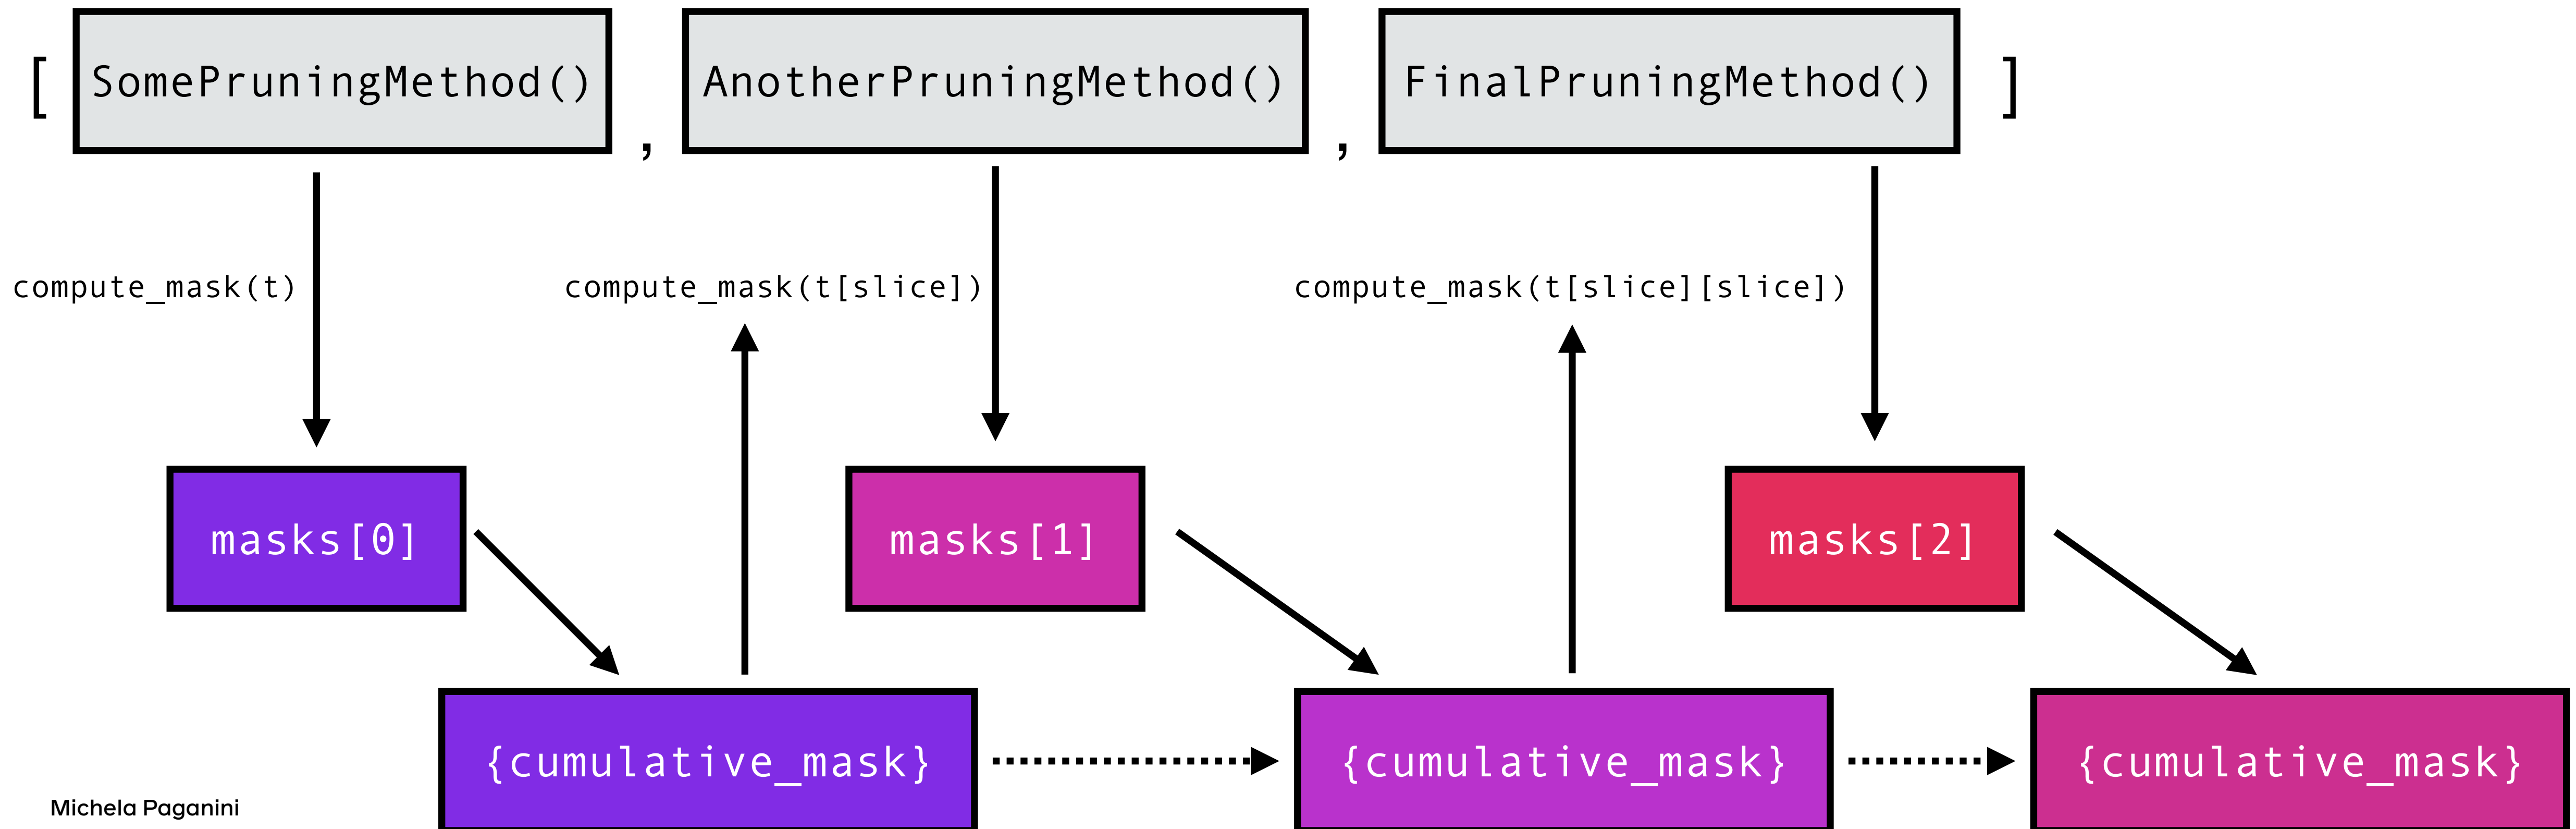 [ SomePruningMethod() , AnotherPruningMethod() , FinalPruningMethod() ]
compute_mask(t) compute_mask(t[slice]) compute_mask(t[slice][slice])
masks[0] masks[1] masks[2]
{cumulative_mask} {cumulative_mask} {cumulative_mask}
Michela Paganini